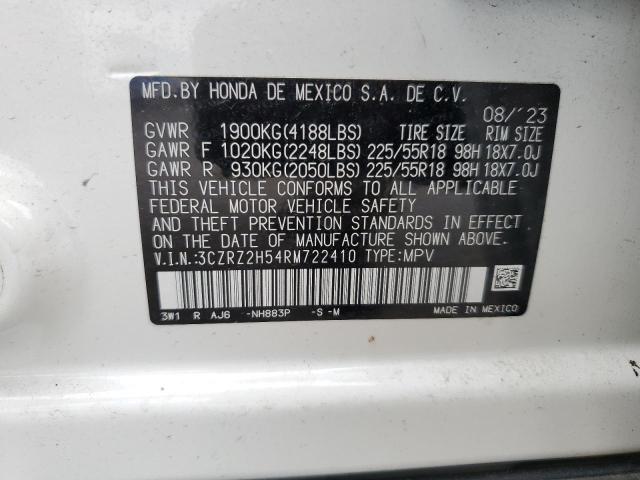 MFD.BY HONDA DE MEXICO S.A. DE C.V.
08/'23
GVWR 1900KG(4188LBS) TIRE SIZE RIM SIZE
GAWR F 1020KG(2248LBS) 225/55R18 98H 18X7.0J
GAWR R 930KG(2050LBS) 225/55R18 98H 18X7.0J
THIS VEHICLE CONFORMS TO ALL APPLICABLE
FEDERAL MOTOR VEHICLE SAFETY
AND THEFT PREVENTION STANDARDS IN EFFECT
ON THE DATE OF MANUFACTURE SHOWN ABOVE.
V.I.N.:3CZRZ2H54RM722410 TYPE:MPV
3W1 R AJ6 -NH883P -S-M
MADE IN MEXICO